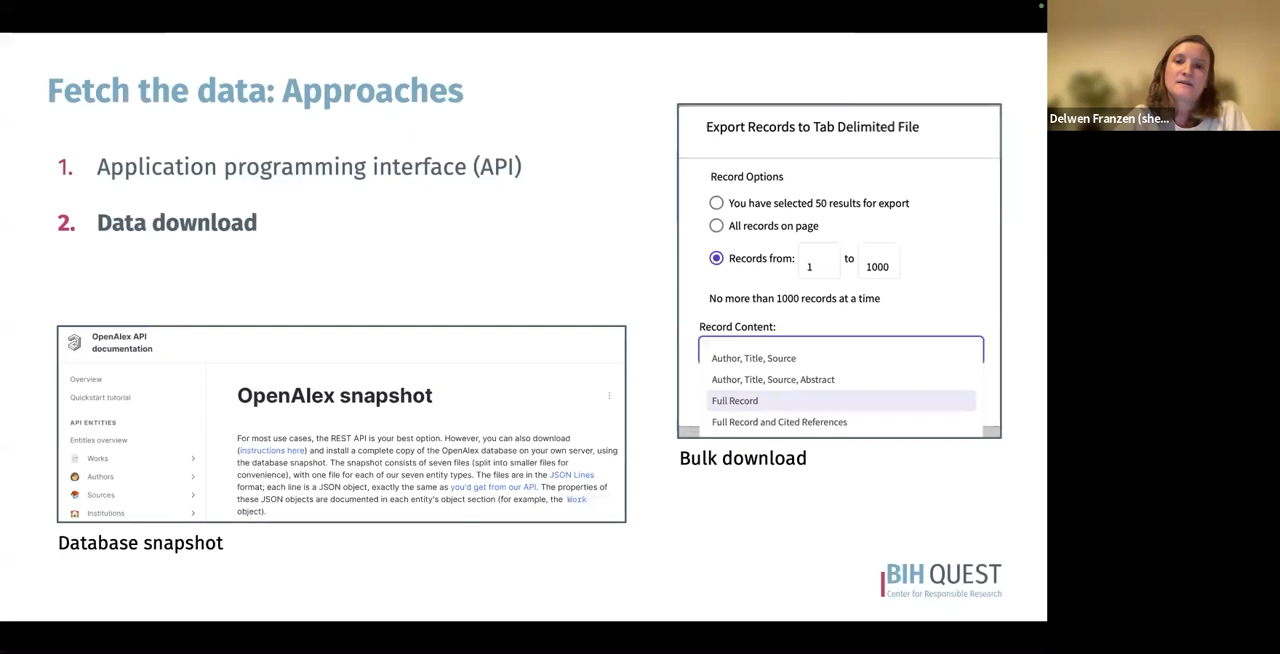 Fetch the data: Approaches
1. Application programming interface (API)
2. Data download
OpenAlex API
documentation
Overview
Quickstart tutorial
API ENTITIES
Entities overview
Works
Authors
Sources
Institutions
OpenAlex snapshot
For most use cases, the REST API is your best option. However, you can also download
(instructions here) and install a complete copy of the OpenAlex database on your own server, using
the database snapshot. The snapshot consists of seven files (split into smaller files for
convenience), with one file for each of our seven entity types. The files are in the JSON Lines
format; each line is a JSON object, exactly the same as you'd get from our API. The properties of
these JSON objects are documented in each entity's object section (for example, the Work
object).
Database snapshot
Export Records to Tab Delimited File
Record Options
You have selected 50 results for export
All records on page
Records from: 1 to 1000
No more than 1000 records at a time
Record Content:
Author, Title, Source
Author, Title, Source, Abstract
Full Record
Full Record and Cited References
Bulk download
BIH QUEST
Center for Responsible Research
Delwen Franzen (she...